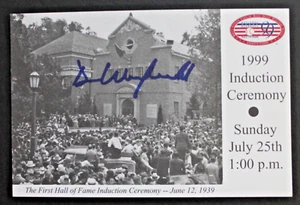 1999
Induction
Ceremony
Sunday
July 25th
1:00 p.m.
The First Hall of Fame Induction Ceremony — June 12, 1939